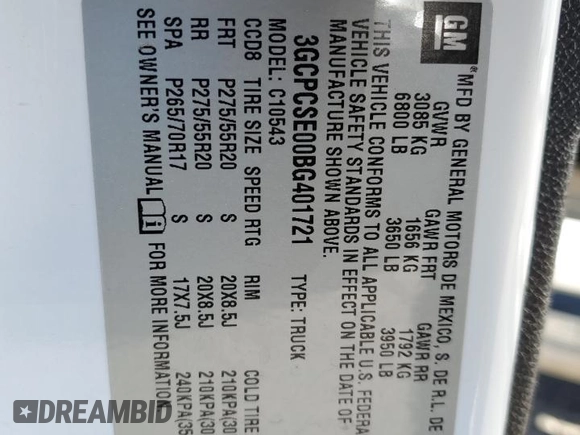 GM®
MFD BY GENERAL MOTORS DE MEXICO, S. DE R.L. DE
GVWR GAWR FRT GAWR RR
3085 KG 1656 KG 1792 KG
6800 LB 3650 LB 3950 LB
THIS VEHICLE CONFORMS TO ALL APPLICABLE U.S. FEDERA
VEHICLE SAFETY STANDARDS IN EFFECT ON THE DATE OF
MANUFACTURE SHOWN ABOVE.
3GCPCSE00BG401721 TYPE: TRUCK
MODEL: C10543
CCD8 TIRE SIZE SPEED RTG RIM COLD TIRE
FRT P275/55R20 S 20X8.5J 210KPA(30
RR P275/55R20 S 20X8.5J 210KPA(30
SPA P265/70R17 S 17X7.5J 240KPA(35
SEE OWNER'S MANUAL FOR MORE INFORMATION
DREAMBID